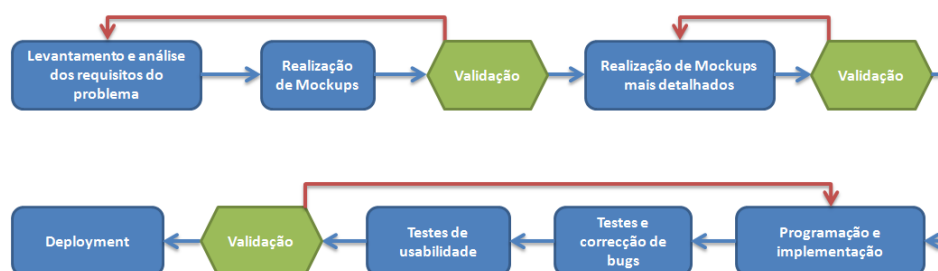 Levantamento e análise
dos requisitos do
problema
Realização
de Mockups
Validação
Realização de Mockups
mais detalhados
Validação
Deployment
Validação
Testes de
usabilidade
Testes e
correcção de
bugs
Programação e
implementação